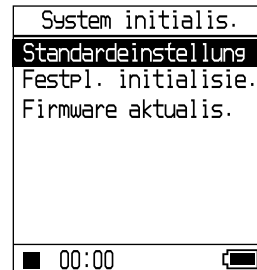 System initialis.
Standardeinstellung
Festpl. initialisie.
Firmware aktualis.
00:00